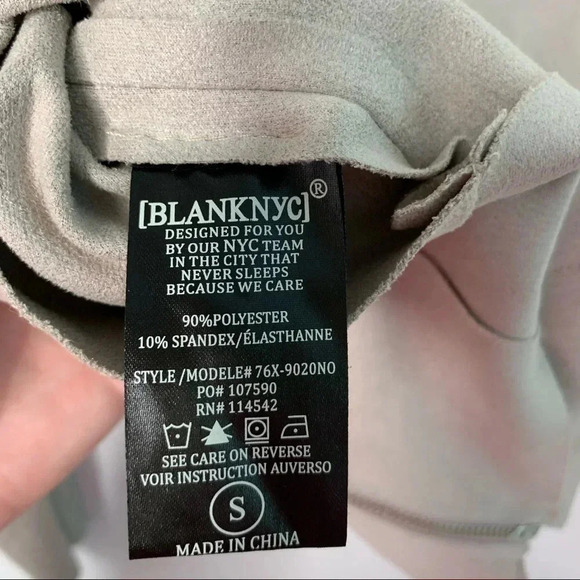 [BLANKNYC]®
DESIGNED FOR YOU
BY OUR NYC TEAM
IN THE CITY THAT
NEVER SLEEPS
BECAUSE WE CARE
90%POLYESTER
10% SPANDEX/ÉLASTHANNE
STYLE/MODELE# 76X-9020NO
PO# 107590
RN# 114542
SEE CARE ON REVERSE
VOIR INSTRUCTION AUVERSO
S
MADE IN CHINA